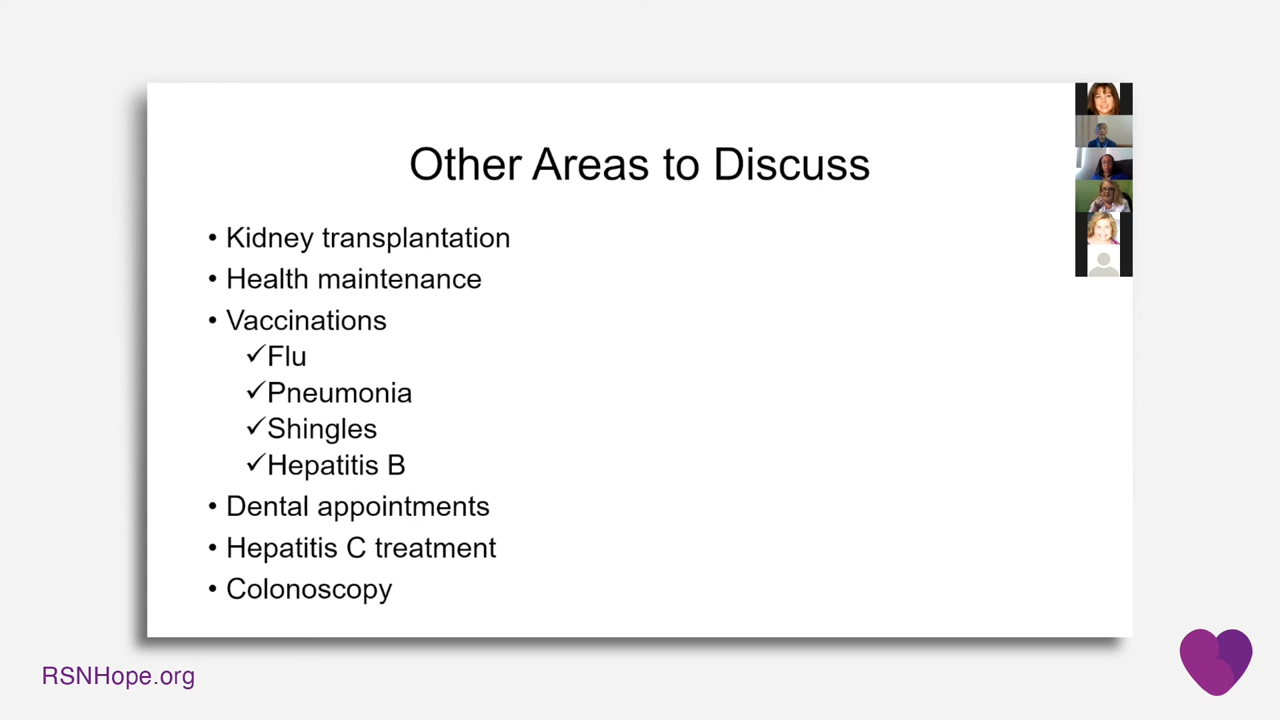 Other Areas to Discuss
• Kidney transplantation
• Health maintenance
• Vaccinations
✓Flu
✓Pneumonia
✓Shingles
✓Hepatitis B
• Dental appointments
• Hepatitis C treatment
• Colonoscopy
RSNHope.org